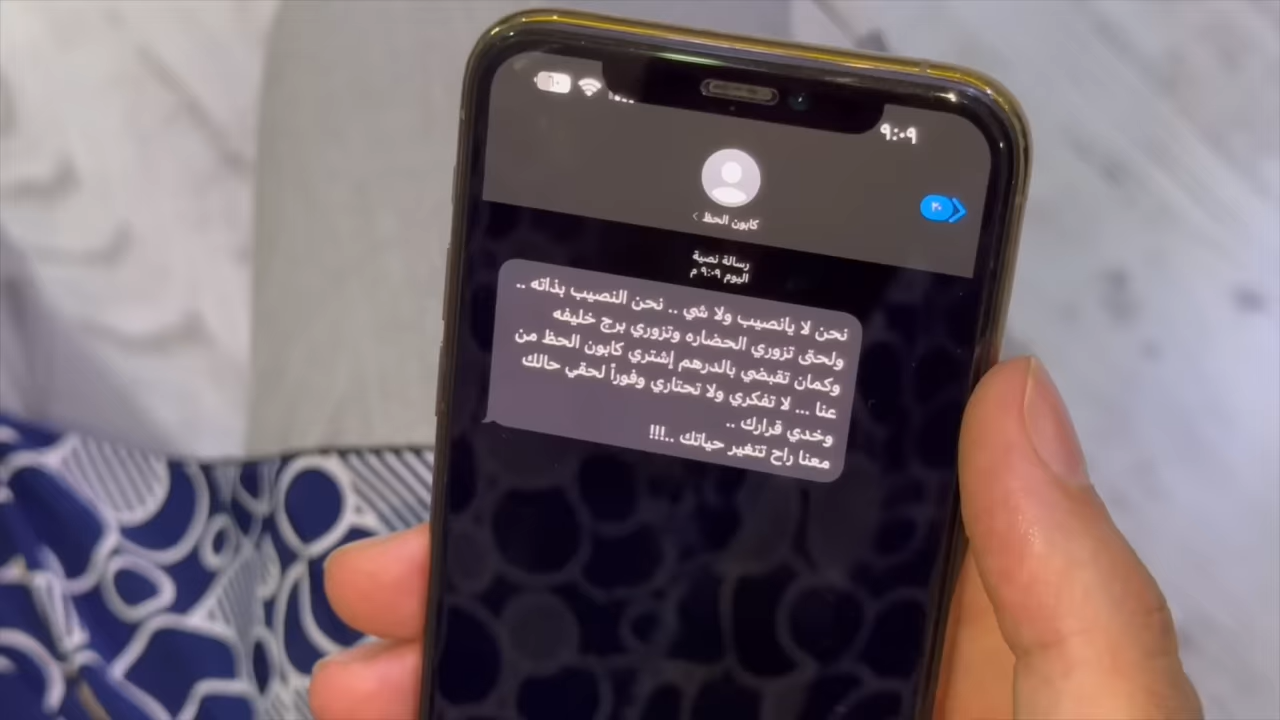 ٩:٠٩
٦٠
٣٠
كابون الحظ
رسالة نصية
اليوم ٩:٠٩ م
نحن لا يانصيب ولا شي .. نحن النصيب بذاته ..
ولحتى تزوري الحضاره وتزوري برج خليفه
وكمان تقبضي بالدرهم إشتري كابون الحظ من
عنا ... لا تفكري ولا تحتاري وفوراً لحقي حالك
وخدي قرارك ..
معنا راح تتغير حياتك ..!!!